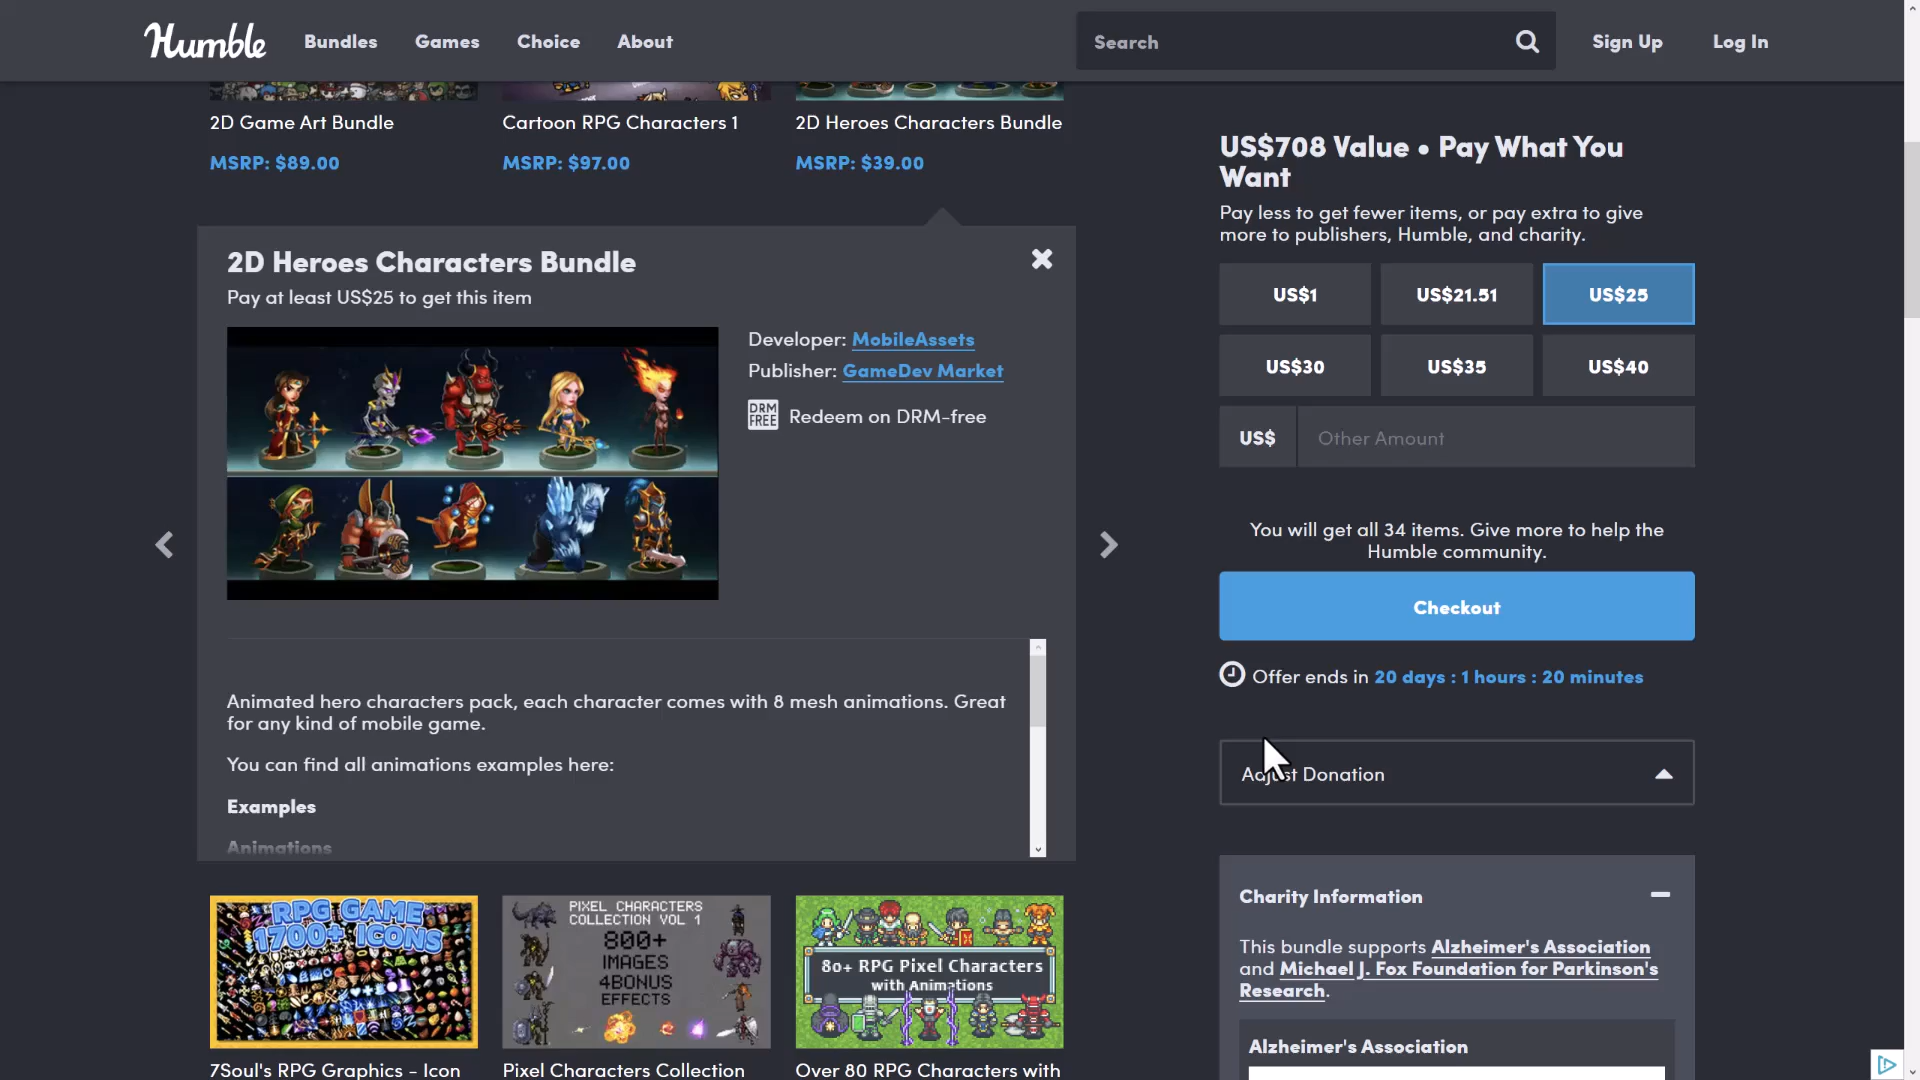 Humble
Bundles
Games
Choice
About
Search
Sign Up
Log In
2D Game Art Bundle
MSRP: $89.00
Cartoon RPG Characters 1
MSRP: $97.00
2D Heroes Characters Bundle
MSRP: $39.00
2D Heroes Characters Bundle
Pay at least US$25 to get this item
Developer: MobileAssets
Publisher: GameDev Market
DRM
FREE
Redeem on DRM-free
Animated hero characters pack, each character comes with 8 mesh animations. Great
for any kind of mobile game.
You can find all animations examples here:
Examples
Animations
RPG GAME
1700+ ICONS
PIXEL CHARACTERS
COLLECTION VOL 1
800+
IMAGES
4BONUS
EFFECTS
80+ RPG Pixel Characters
with Animations
7Soul's RPG Graphics - Icon
Pixel Characters Collection
Over 80 RPG Characters with
US$708 Value • Pay What You
Want
Pay less to get fewer items, or pay extra to give
more to publishers, Humble, and charity.
US$1
US$21.51
US$25
US$30
US$35
US$40
US$
Other Amount
You will get all 34 items. Give more to help the
Humble community.
Checkout
Offer ends in 20 days : 1 hours : 20 minutes
Adjust Donation
Charity Information
This bundle supports Alzheimer's Association
and Michael J. Fox Foundation for Parkinson's
Research.
Alzheimer's Association